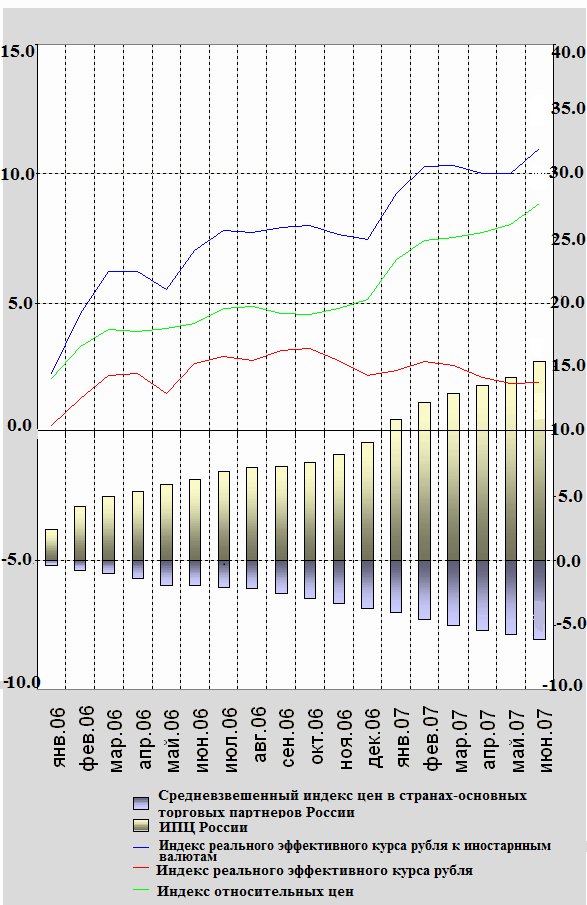 15.0
10.0
5.0
0.0
-5.0
-10.0
40.0
35.0
30.0
25.0
20.0
15.0
10.0
5.0
0.0
-5.0
-10.0
янв.06
фев.06
мар.06
апр.06
май.06
июн.06
июл.06
авг.06
сен.06
окт.06
ноя.06
дек.06
янв.07
фев.07
мар.07
апр.07
май.07
июн.07
Средневзвешенный индекс цен в странах-основных
торговых партнеров России
ИПЦ России
Индекс реального эффективного курса рубля к иностарнным
валютам
Индекс реального эффективного курса рубля
Индекс относительных цен